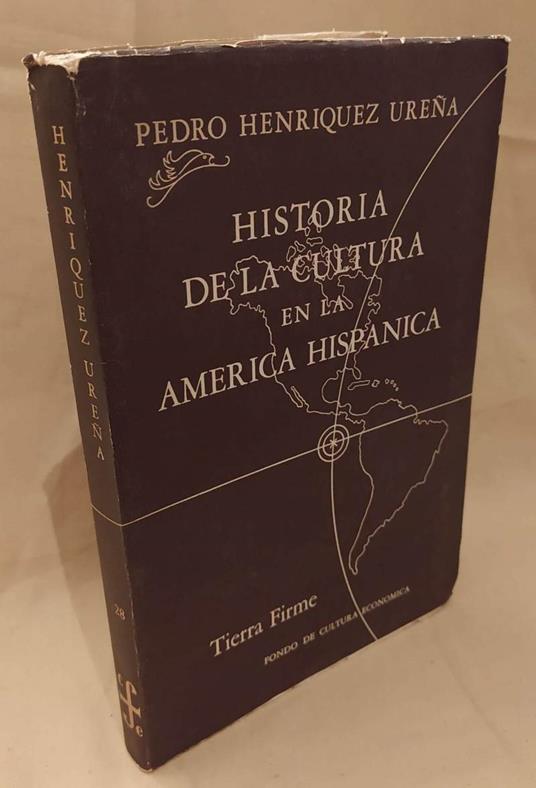 PEDRO HENRIQUEZ UREÑA
HISTORIA
DE LA CULTURA
EN LA
AMERICA HISPANICA
Tierra Firme
FONDO DE CULTURA ECONOMICA
HENRIQUEZ UREÑA
28
cfe